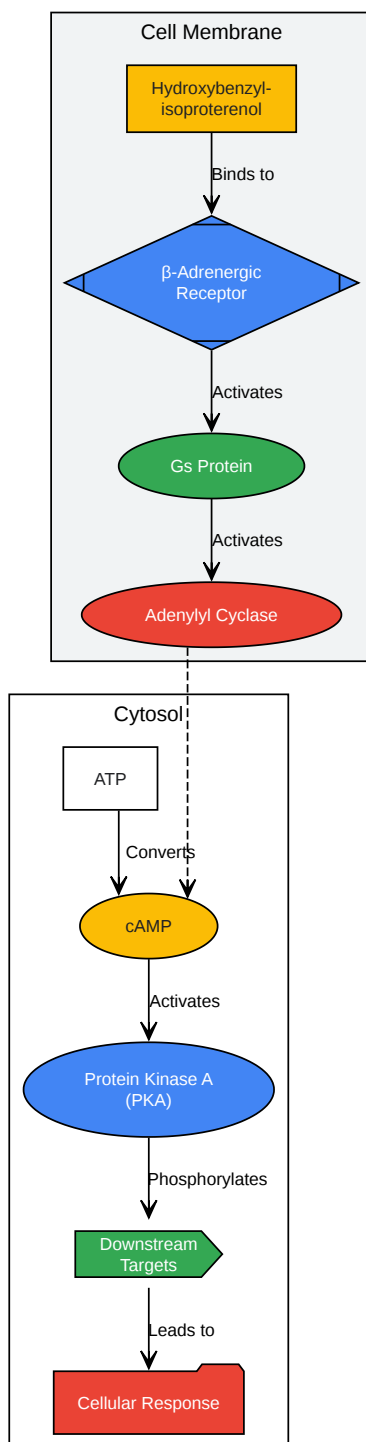 Cell Membrane
Hydroxybenzyl-
isoproterenol
Binds to
β-Adrenergic
Receptor
Activates
Gs Protein
Activates
Adenylyl Cyclase
Cytosol
ATP
Converts
cAMP
Activates
Protein Kinase A
(PKA)
Phosphorylates
Downstream
Targets
Leads to
Cellular Response